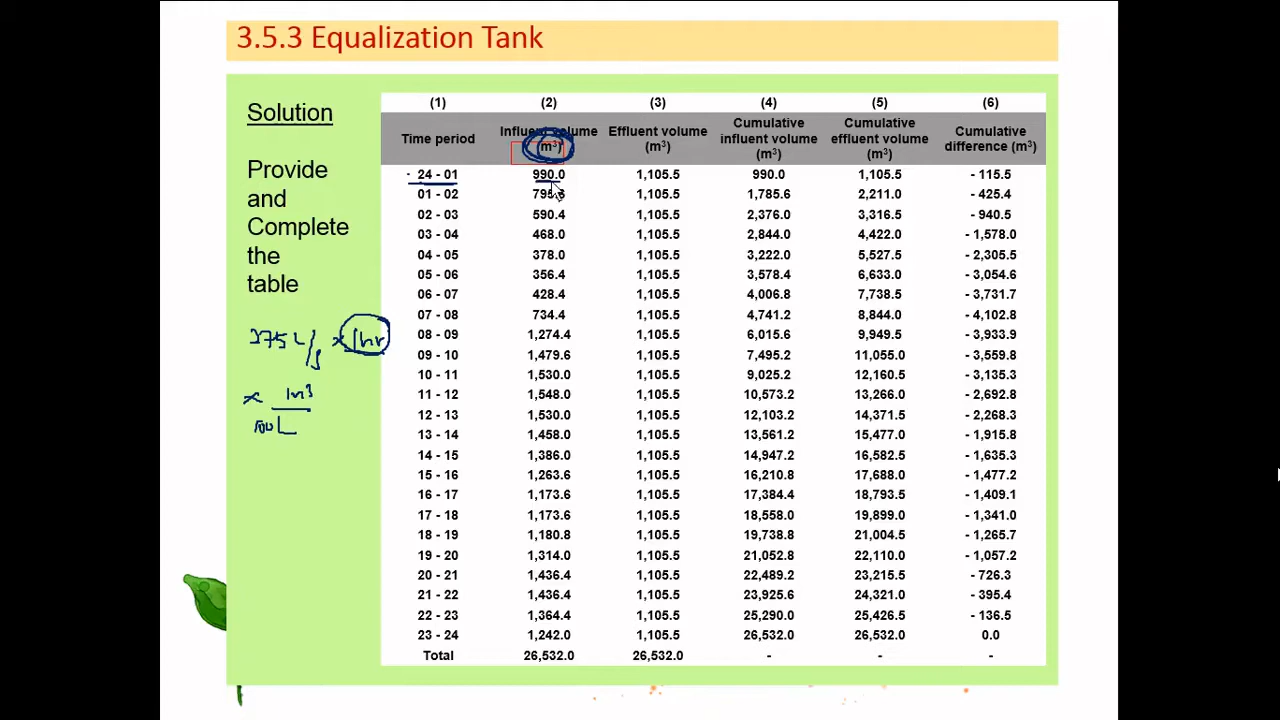 3.5.3 Equalization Tank
Solution
Provide
and
Complete
the
table
375 L/s × 1hr
× 1m³
L
(1) (2) (3) (4) (5) (6)
Time period Influent volume (m³) Effluent volume (m³) Cumulative influent volume (m³) Cumulative effluent volume (m³) Cumulative difference (m³)
- 24 - 01 990.0 1,105.5 990.0 1,105.5 - 115.5
01 - 02 795.6 1,105.5 1,785.6 2,211.0 - 425.4
02 - 03 590.4 1,105.5 2,376.0 3,316.5 - 940.5
03 - 04 468.0 1,105.5 2,844.0 4,422.0 - 1,578.0
04 - 05 378.0 1,105.5 3,222.0 5,527.5 - 2,305.5
05 - 06 356.4 1,105.5 3,578.4 6,633.0 - 3,054.6
06 - 07 428.4 1,105.5 4,006.8 7,738.5 - 3,731.7
07 - 08 734.4 1,105.5 4,741.2 8,844.0 - 4,102.8
08 - 09 1,274.4 1,105.5 6,015.6 9,949.5 - 3,933.9
09 - 10 1,479.6 1,105.5 7,495.2 11,055.0 - 3,559.8
10 - 11 1,530.0 1,105.5 9,025.2 12,160.5 - 3,135.3
11 - 12 1,548.0 1,105.5 10,573.2 13,266.0 - 2,692.8
12 - 13 1,530.0 1,105.5 12,103.2 14,371.5 - 2,268.3
13 - 14 1,458.0 1,105.5 13,561.2 15,477.0 - 1,915.8
14 - 15 1,386.0 1,105.5 14,947.2 16,582.5 - 1,635.3
15 - 16 1,263.6 1,105.5 16,210.8 17,688.0 - 1,477.2
16 - 17 1,173.6 1,105.5 17,384.4 18,793.5 - 1,409.1
17 - 18 1,173.6 1,105.5 18,558.0 19,899.0 - 1,341.0
18 - 19 1,180.8 1,105.5 19,738.8 21,004.5 - 1,265.7
19 - 20 1,314.0 1,105.5 21,052.8 22,110.0 - 1,057.2
20 - 21 1,436.4 1,105.5 22,489.2 23,215.5 - 726.3
21 - 22 1,436.4 1,105.5 23,925.6 24,321.0 - 395.4
22 - 23 1,364.4 1,105.5 25,290.0 25,426.5 - 136.5
23 - 24 1,242.0 1,105.5 26,532.0 26,532.0 0.0
Total 26,532.0 26,532.0 - - -